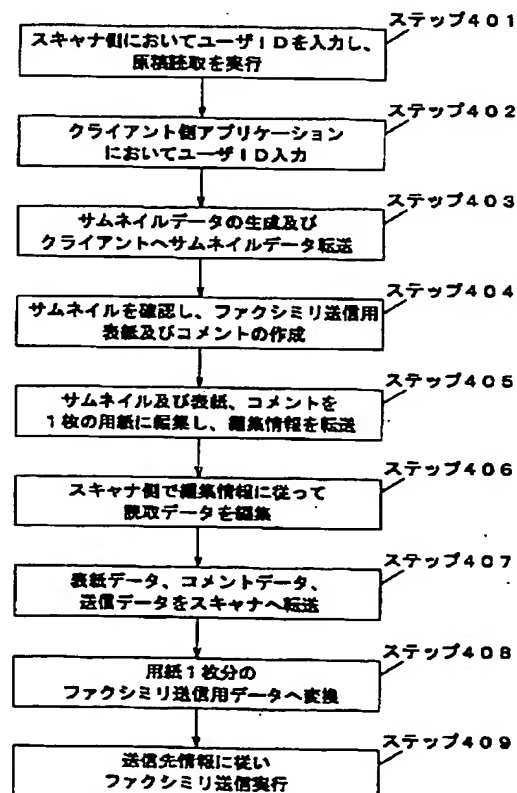 ステップ401
スキャナ側においてユーザIDを入力し、
原稿読取を実行
ステップ402
クライアント側アプリケーション
においてユーザID入力
ステップ403
サムネイルデータの生成及び
クライアントへサムネイルデータ転送
ステップ404
サムネイルを確認し、ファクシミリ送信用
表紙及びコメントの作成
ステップ405
サムネイル及び表紙、コメントを
1枚の用紙に編集し、編集情報を転送
ステップ406
スキャナ側で編集情報に従って
読取データを編集
ステップ407
表紙データ、コメントデータ、
送信データをスキャナへ転送
ステップ408
用紙1枚分の
ファクシミリ送信用データへ変換
ステップ409
送信先情報に従い
ファクシミリ送信実行